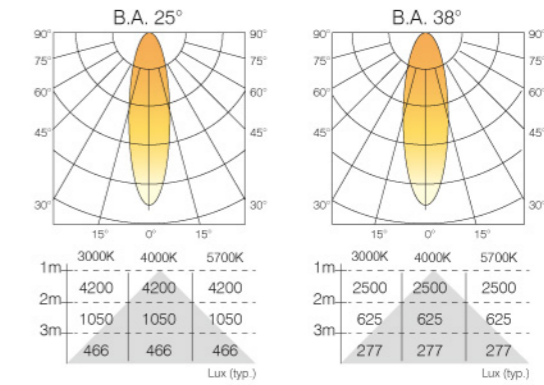 B.A. 25°
90° 90°
75° 75°
60° 60°
45° 45°
30° 30°
15° 0° 15°
3000K 4000K 5700K
1m
4200 4200 4200
2m
1050 1050 1050
3m
466 466 466
Lux (typ.)
B.A. 38°
90° 90°
75° 75°
60° 60°
45° 45°
30° 30°
15° 0° 15°
3000K 4000K 5700K
1m
2500 2500 2500
2m
625 625 625
3m
277 277 277
Lux (typ.)